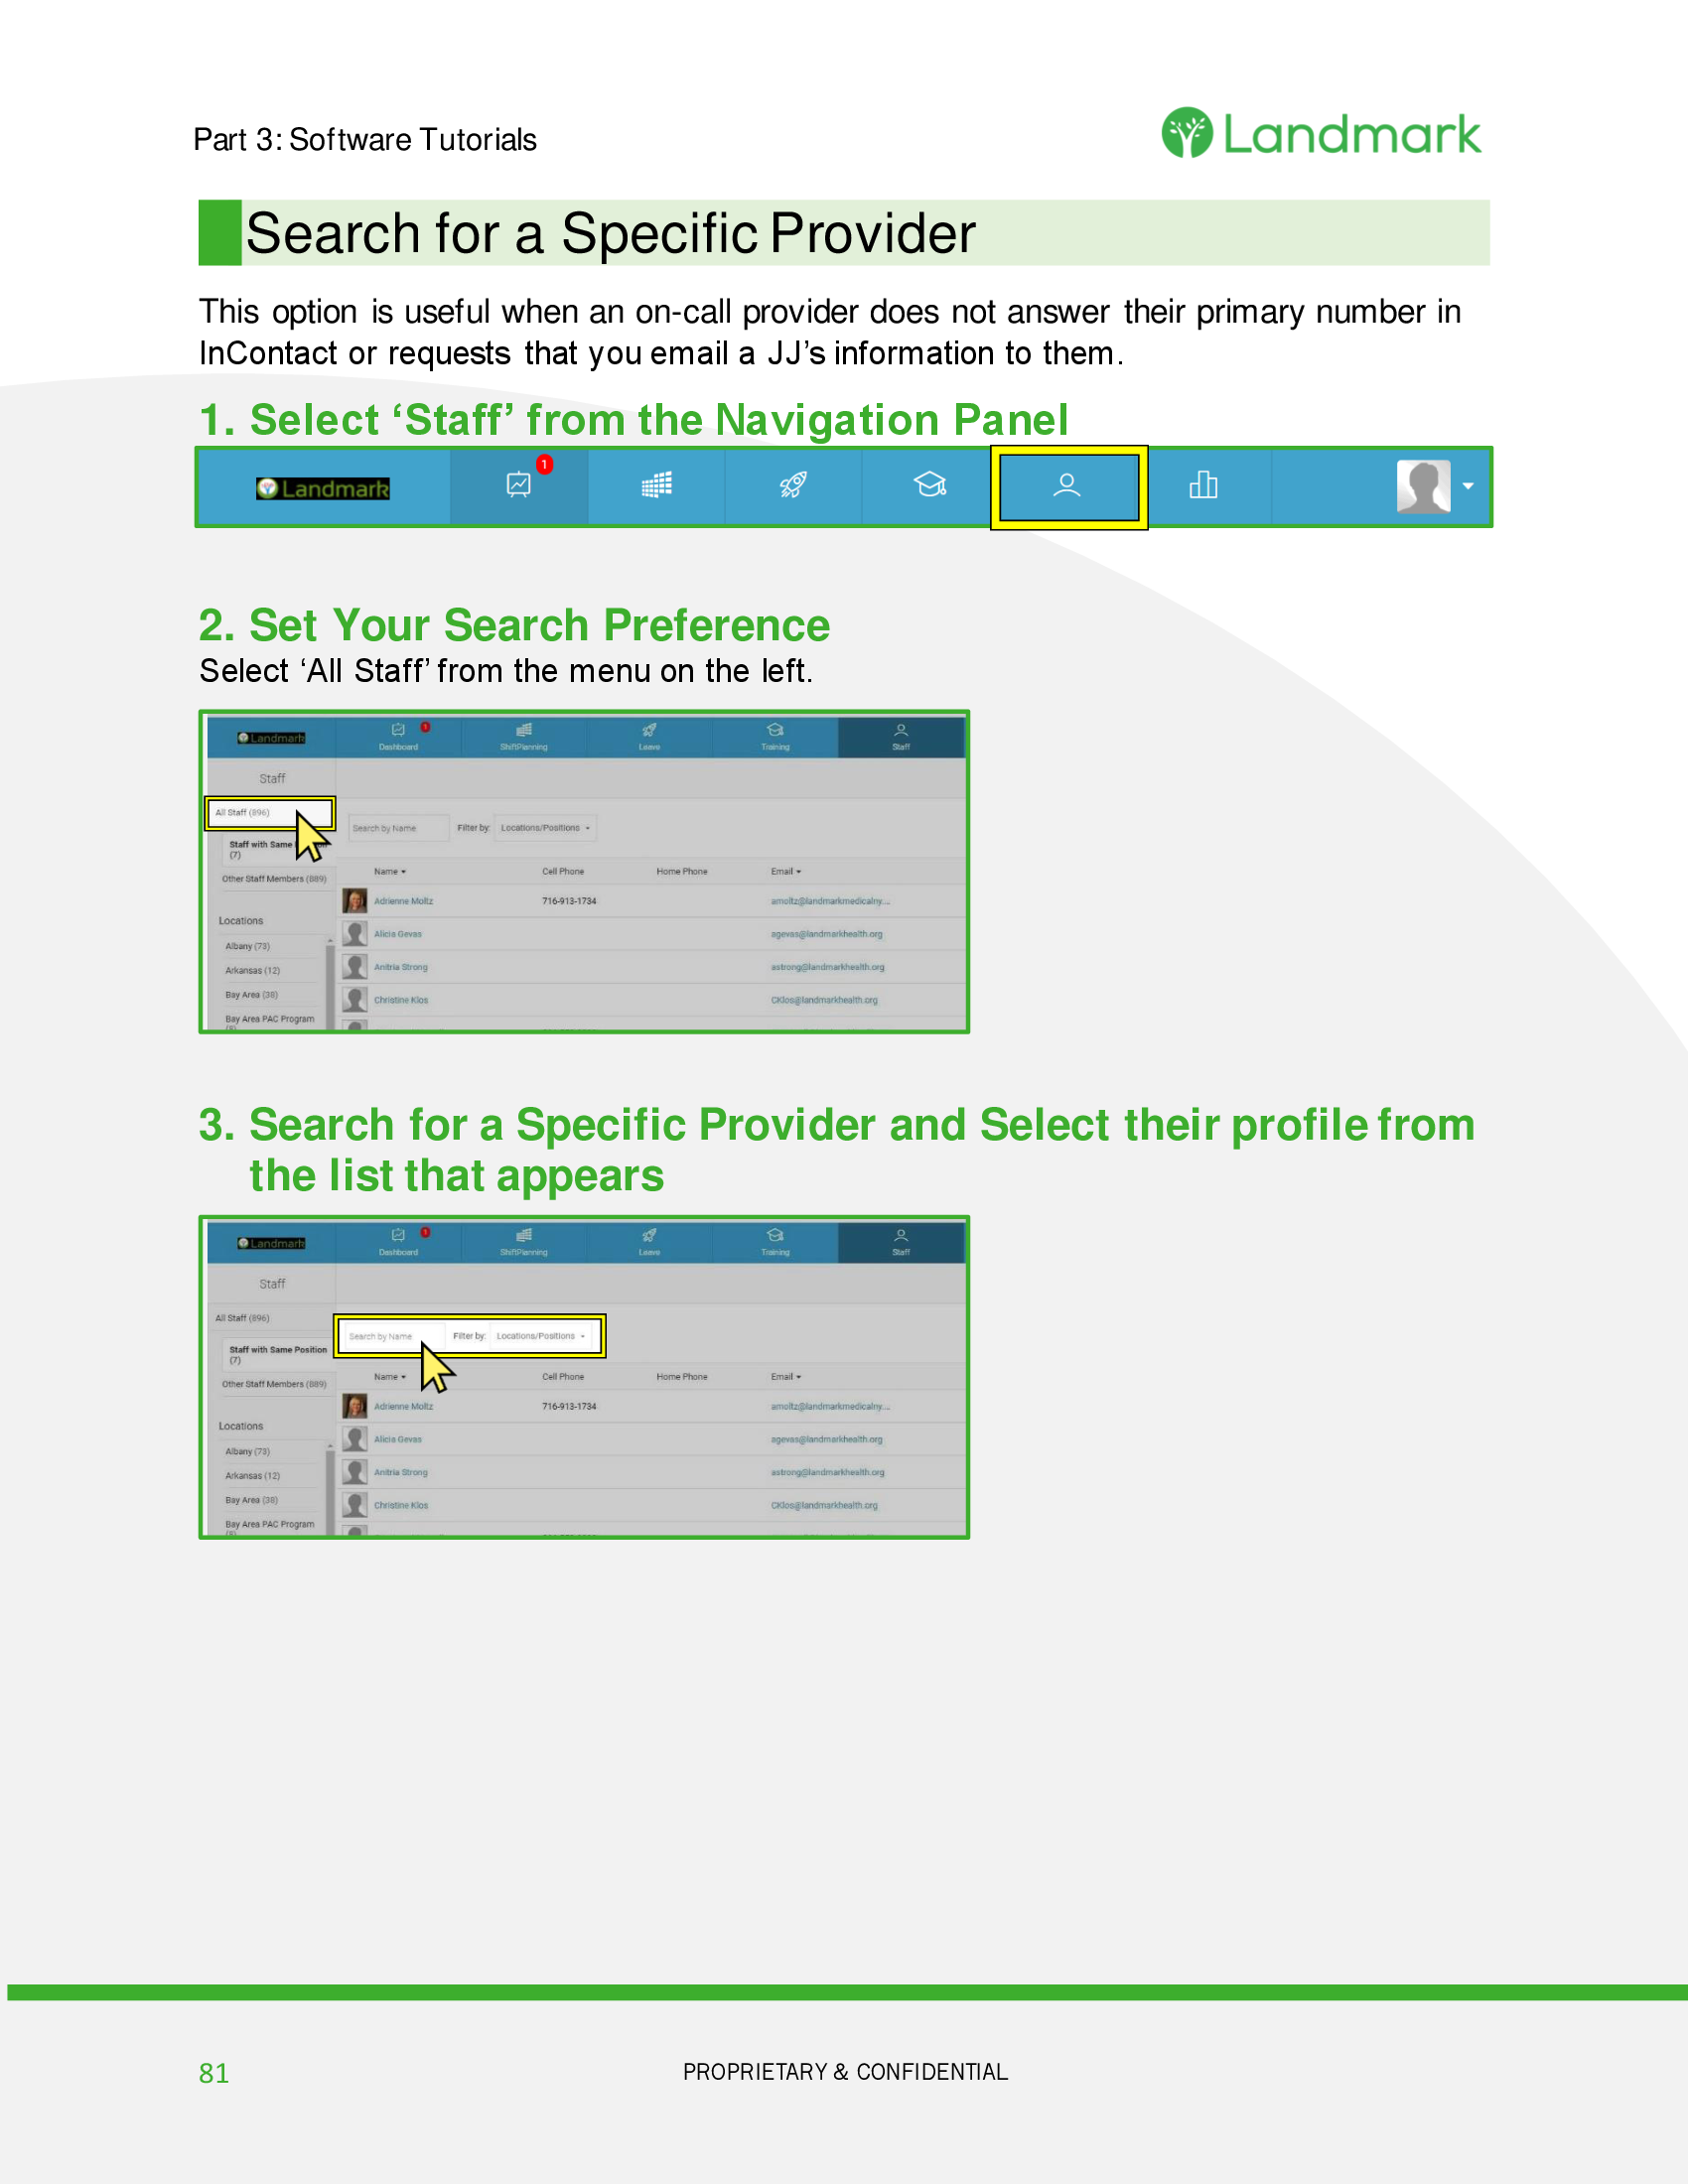 Part 3: Software Tutorials
Landmark
Search for a Specific Provider
This option is useful when an on-call provider does not answer their primary number in
InContact or requests that you email a JJ's information to them.
1. Select ‘Staff’ from the Navigation Panel
Landmark
1
2. Set Your Search Preference
Select ‘All Staff’ from the menu on the left.
Landmark
1
Dashboard
ShiftPlanning
Leave
Training
Staff
Staff
All Staff (896)
Search by Name
Filter by:
Locations/Positions
Staff with Same
(7)
Other Staff Members (889)
Name
Cell Phone
Home Phone
Email
Adrienne Moltz
716-913-1734
amoltz@landmarkmedicalny....
Locations
Alicia Gevas
agevas@landmarkhealth.org
Albany (73)
Anitria Strong
astrong@landmarkhealth.org
Arkansas (12)
Bay Area (38)
Christine Klos
CKlos@landmarkhealth.org
Bay Area PAC Program
3. Search for a Specific Provider and Select their profile from
the list that appears
Landmark
1
Dashboard
ShiftPlanning
Leave
Training
Staff
Staff
All Staff (896)
Search by Name
Filter by:
Locations/Positions
Staff with Same Position
(7)
Other Staff Members (889)
Name
Cell Phone
Home Phone
Email
Adrienne Moltz
716-913-1734
amoltz@landmarkmedicalny....
Locations
Alicia Gevas
agevas@landmarkhealth.org
Albany (73)
Anitria Strong
astrong@landmarkhealth.org
Arkansas (12)
Bay Area (38)
Christine Klos
CKlos@landmarkhealth.org
Bay Area PAC Program
81
PROPRIETARY & CONFIDENTIAL